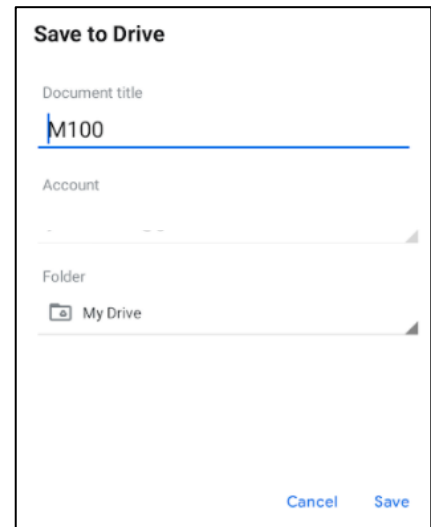 Save to Drive
Document title
M100
Account
Folder
My Drive
Cancel
Save